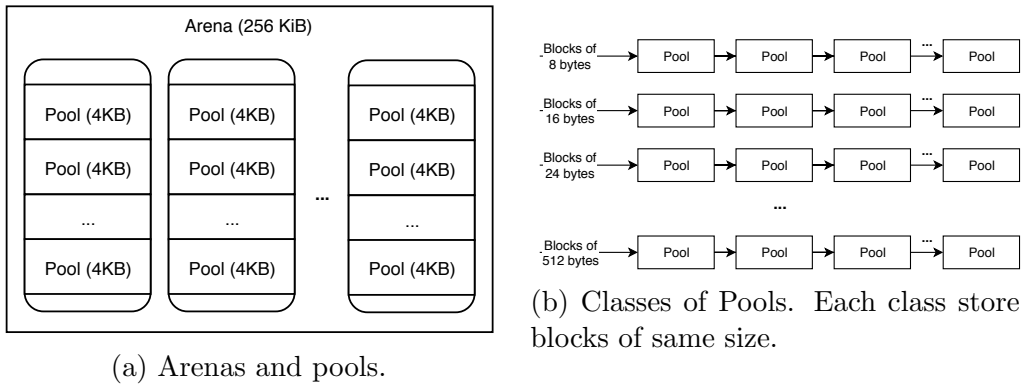 Arena (256 KiB)
Pool (4KB) Pool (4KB) Pool (4KB)
Pool (4KB) Pool (4KB) Pool (4KB)
...
... ... ...
Pool (4KB) Pool (4KB) Pool (4KB)
(a) Arenas and pools.
Blocks of
8 bytes
Pool Pool Pool ... Pool
Blocks of
16 bytes
Pool Pool Pool ... Pool
Blocks of
24 bytes
Pool Pool Pool ... Pool
...
Blocks of
512 bytes
Pool Pool Pool ... Pool
(b) Classes of Pools. Each class store
blocks of same size.